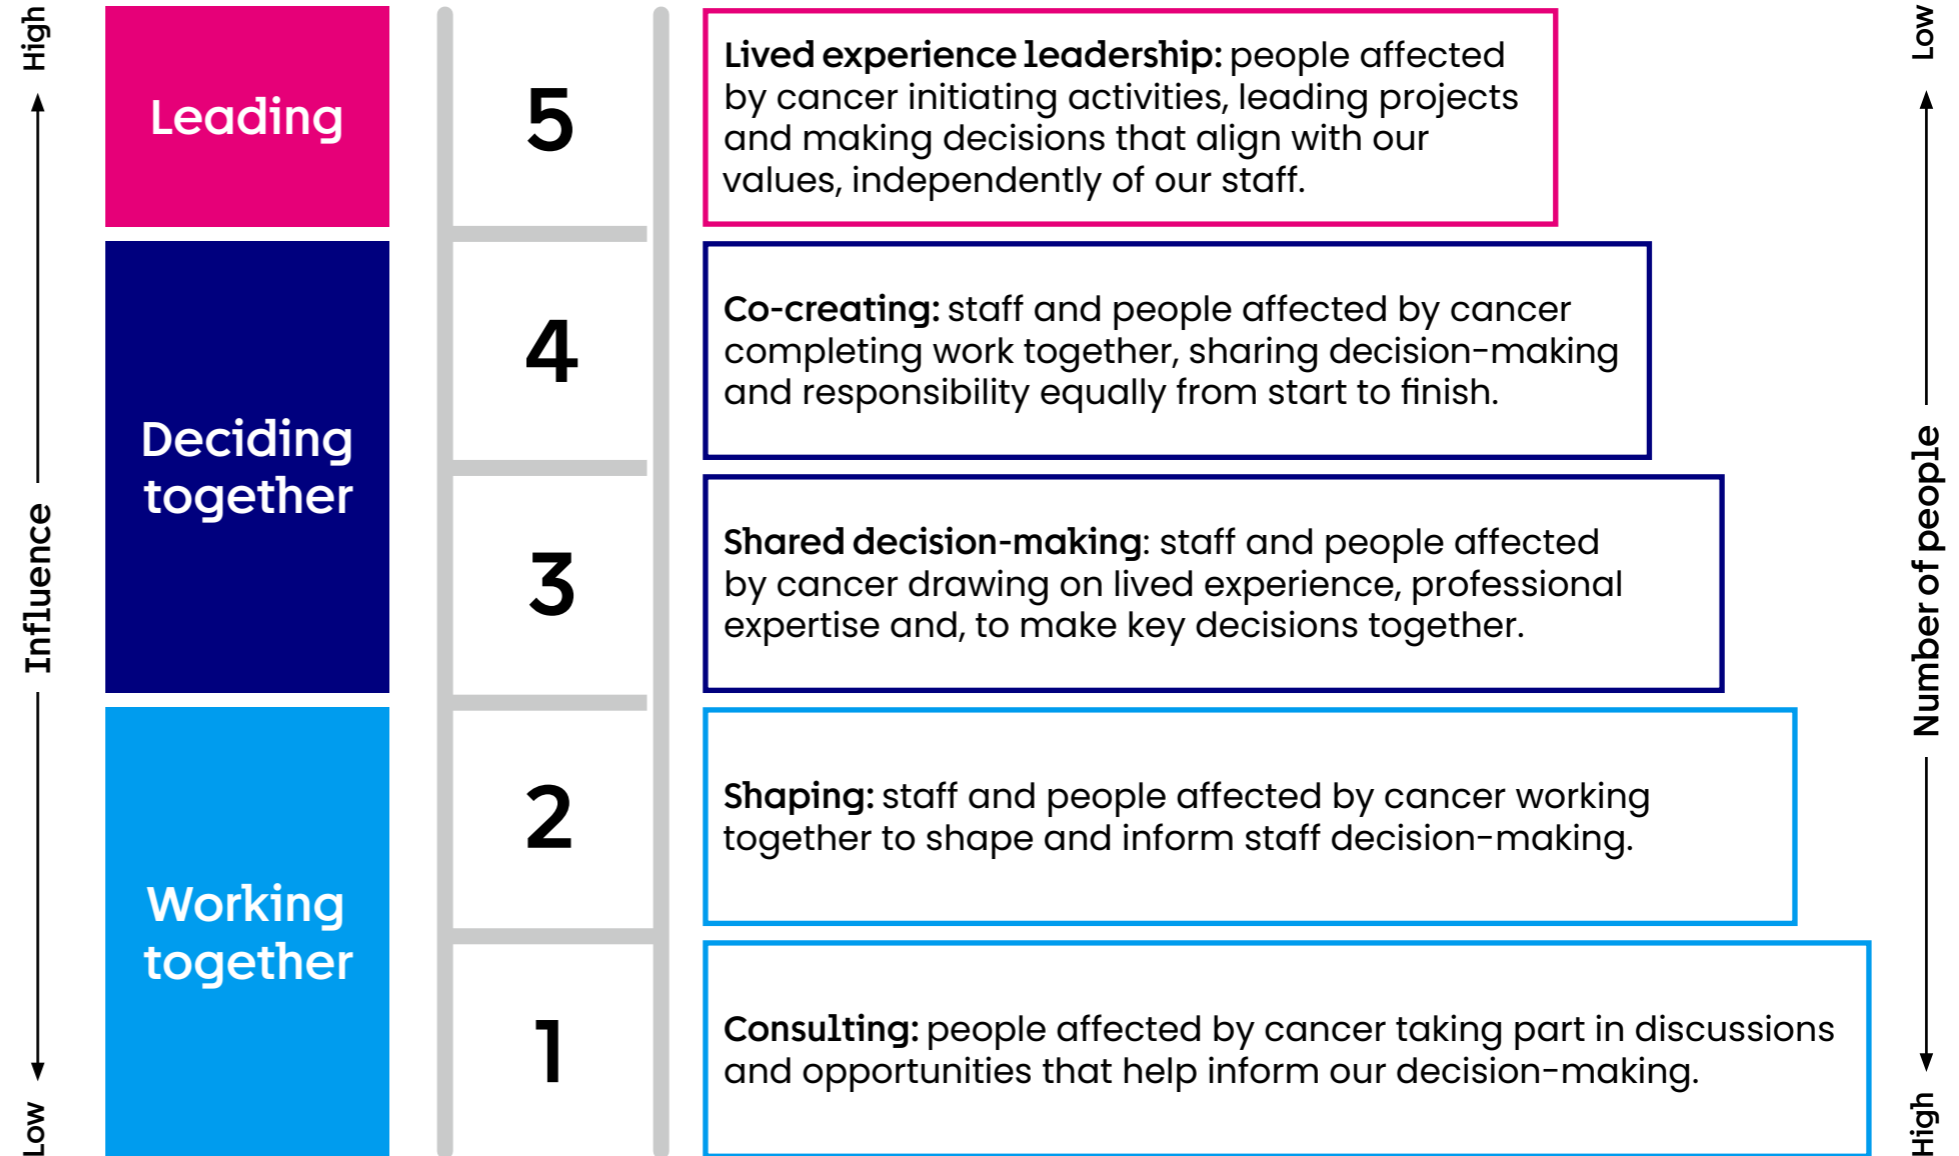 High
Influence
Low
Leading
5
Lived experience leadership: people affected
by cancer initiating activities, leading projects
and making decisions that align with our
values, independently of our staff.
Deciding
together
4
Co-creating: staff and people affected by cancer
completing work together, sharing decision-making
and responsibility equally from start to finish.
3
Shared decision-making: staff and people affected
by cancer drawing on lived experience, professional
expertise and, to make key decisions together.
Working
together
2
Shaping: staff and people affected by cancer working
together to shape and inform staff decision-making.
1
Consulting: people affected by cancer taking part in discussions
and opportunities that help inform our decision-making.
Low
Number of people
High